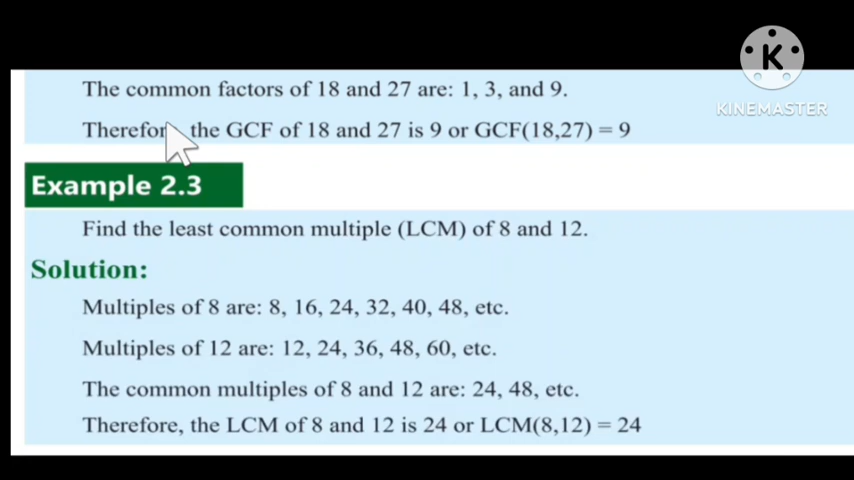 K
KINEMASTER
The common factors of 18 and 27 are: 1, 3, and 9.
Therefor the GCF of 18 and 27 is 9 or GCF(18,27) = 9
Example 2.3
Find the least common multiple (LCM) of 8 and 12.
Solution:
Multiples of 8 are: 8, 16, 24, 32, 40, 48, etc.
Multiples of 12 are: 12, 24, 36, 48, 60, etc.
The common multiples of 8 and 12 are: 24, 48, etc.
Therefore, the LCM of 8 and 12 is 24 or LCM(8,12) = 24